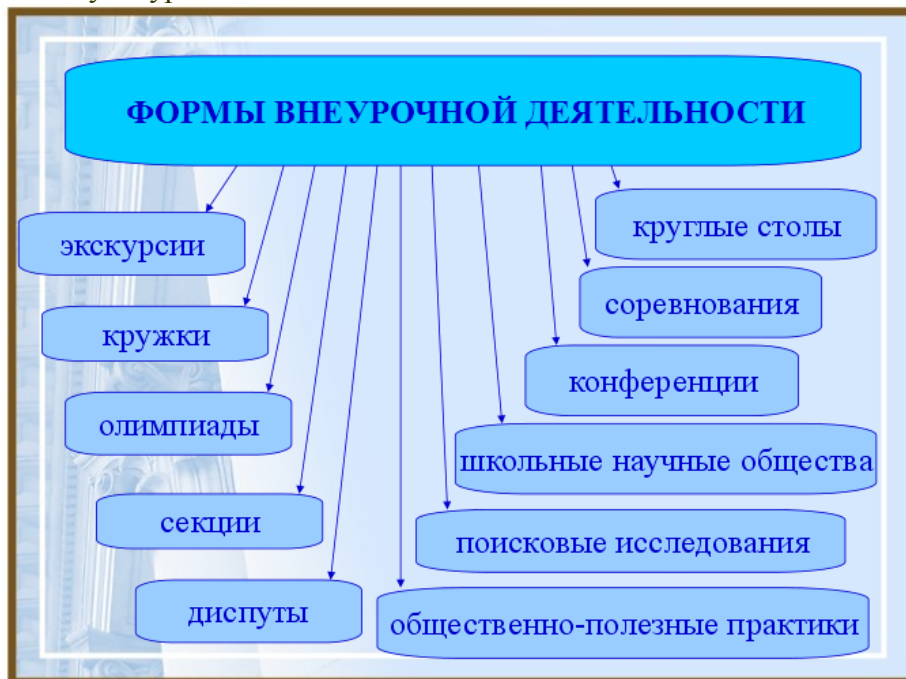 ФОРМЫ ВНЕУРОЧНОЙ ДЕЯТЕЛЬНОСТИ
экскурсии
кружки
олимпиады
секции
диспуты
круглые столы
соревнования
конференции
школьные научные общества
поисковые исследования
общественно-полезные практики